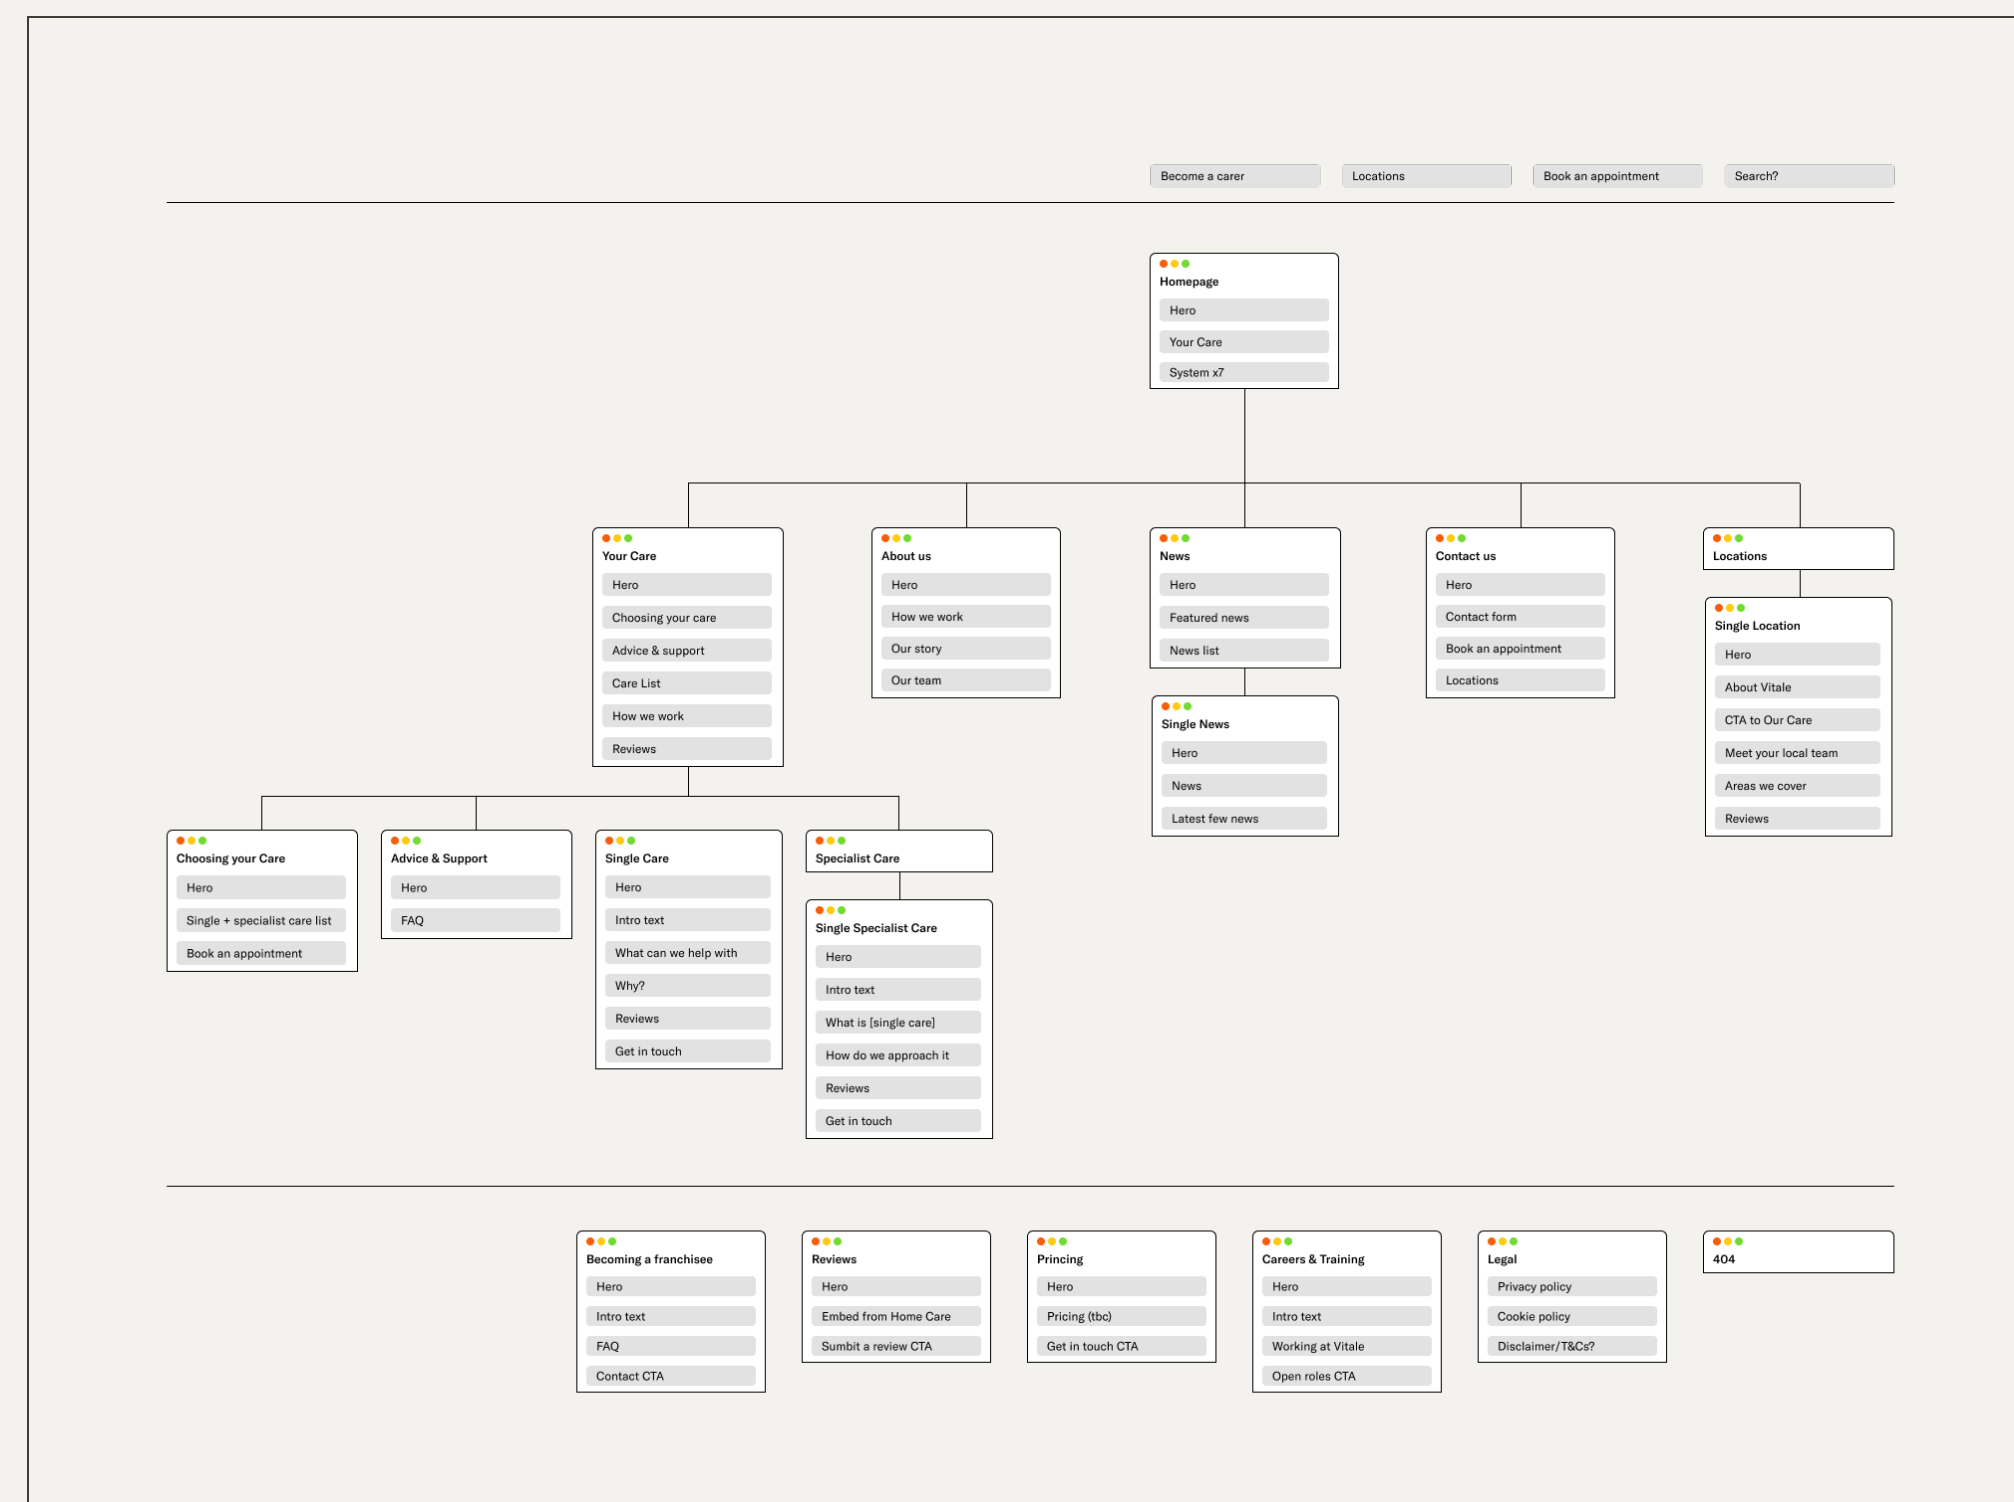 Become a carer
Locations
Book an appointment
Search?
Homepage
Hero
Your Care
System x7
Your Care
Hero
Choosing your care
Advice & support
Care List
How we work
Reviews
About us
Hero
How we work
Our story
Our team
News
Hero
Featured news
News list
Single News
Hero
News
Latest few news
Contact us
Hero
Contact form
Book an appointment
Locations
Locations
Single Location
Hero
About Vitale
CTA to Our Care
Meet your local team
Areas we cover
Reviews
Choosing your Care
Hero
Single + specialist care list
Book an appointment
Advice & Support
Hero
FAQ
Single Care
Hero
Intro text
What can we help with
Why?
Reviews
Get in touch
Specialist Care
Single Specialist Care
Hero
Intro text
What is [single care]
How do we approach it
Reviews
Get in touch
Becoming a franchisee
Hero
Intro text
FAQ
Contact CTA
Reviews
Hero
Embed from Home Care
Sumbit a review CTA
Princing
Hero
Pricing (tbc)
Get in touch CTA
Careers & Training
Hero
Intro text
Working at Vitale
Open roles CTA
Legal
Privacy policy
Cookie policy
Disclaimer/T&Cs?
404